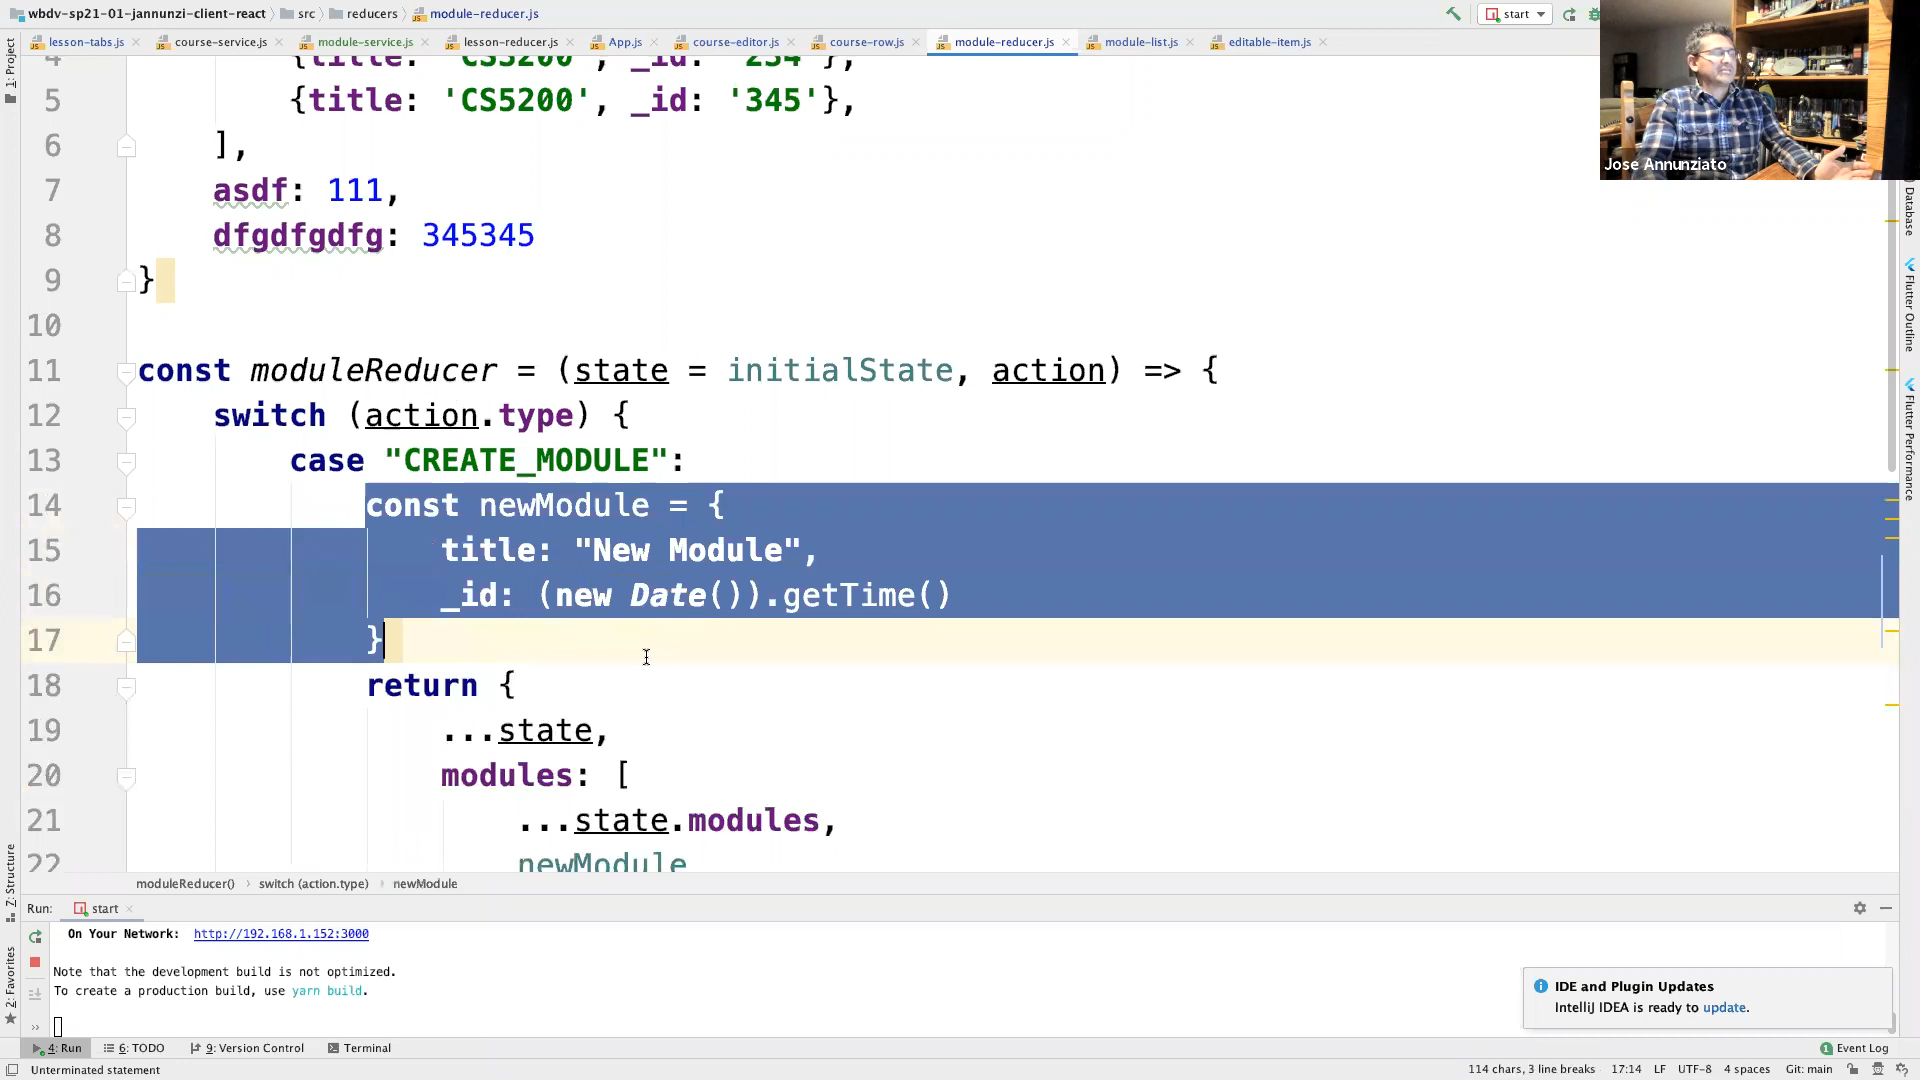 wbdv-sp21-01-jannunzi-client-react src reducers module-reducer.js
start
lesson-tabs.js course-service.js module-service.js lesson-reducer.js App.js course-editor.js course-row.js module-reducer.js module-list.js editable-item.js
1: Project
4 {title: 'CS5200', _id: '234'},
5 {title: 'CS5200', _id: '345'},
6 ],
7 asdf: 111,
8 dfgdfgdfg: 345345
9 }
10
11 const moduleReducer = (state = initialState, action) => {
12 switch (action.type) {
13 case "CREATE_MODULE":
14 const newModule = {
15 title: "New Module",
16 _id: (new Date()).getTime()
17 }
18 return {
19 ...state,
20 modules: [
21 ...state.modules,
22 newModule
Jose Annunziato
Database
Flutter Outline
Flutter Performance
Z: Structure
2: Favorites
moduleReducer() switch (action.type) newModule
Run: start
On Your Network: http://192.168.1.152:3000
Note that the development build is not optimized.
To create a production build, use yarn build.
IDE and Plugin Updates
IntelliJ IDEA is ready to update.
4: Run 6: TODO 9: Version Control Terminal
1 Event Log
Unterminated statement
114 chars, 3 line breaks 17:14 LF UTF-8 4 spaces Git: main